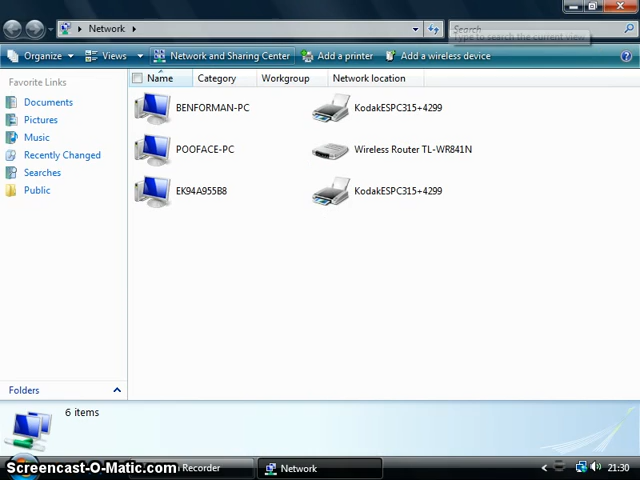 Network
Search
Type to search the current view
Organize
Views
Network and Sharing Center
Add a printer
Add a wireless device
Favorite Links
Name
Category
Workgroup
Network location
Documents
Pictures
Music
Recently Changed
Searches
Public
BENFORMAN-PC
KodakESPC315+4299
POOFACE-PC
Wireless Router TL-WR841N
EK94A955B8
KodakESPC315+4299
Folders
6 items
Screencast-O-Matic.com
Recorder
Network
21:30